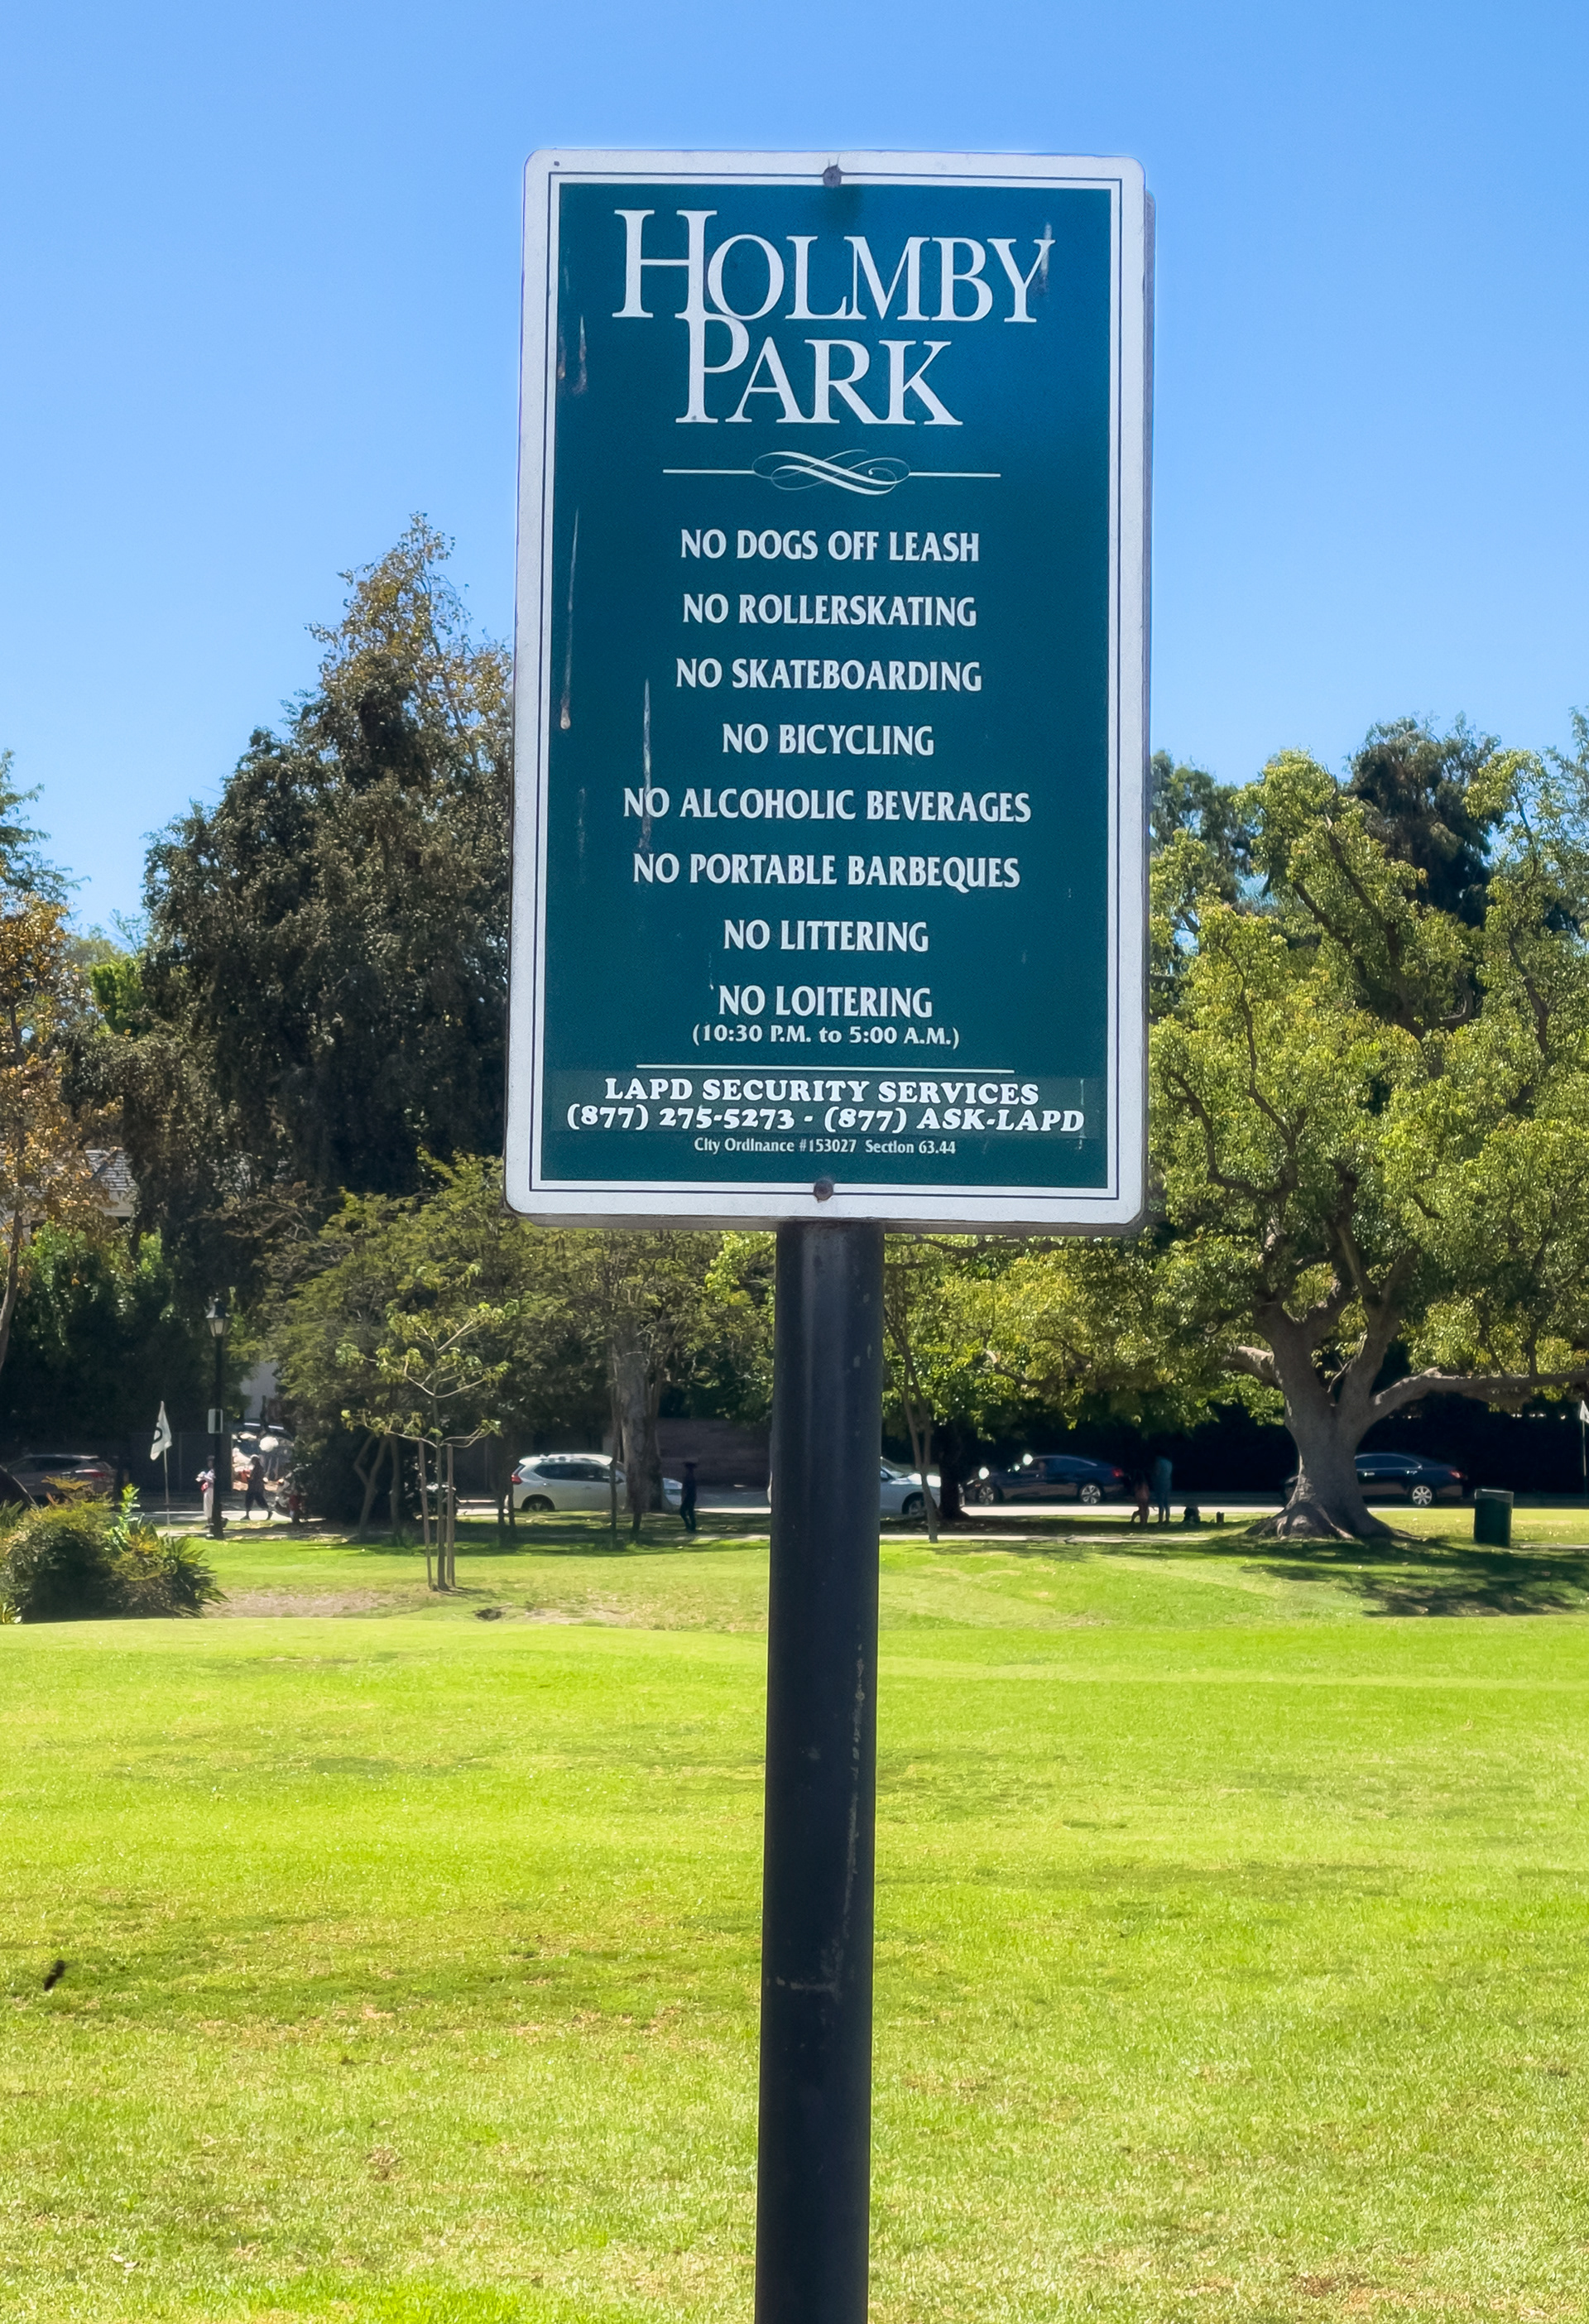 HOLMBY
PARK
NO DOGS OFF LEASH
NO ROLLERSKATING
NO SKATEBOARDING
NO BICYCLING
NO ALCOHOLIC BEVERAGES
NO PORTABLE BARBEQUES
NO LITTERING
NO LOITERING
(10:30 P.M. to 5:00 A.M.)
LAPD SECURITY SERVICES
(877) 275-5273 - (877) ASK-LAPD
City Ordinance #153027 Section 63.44